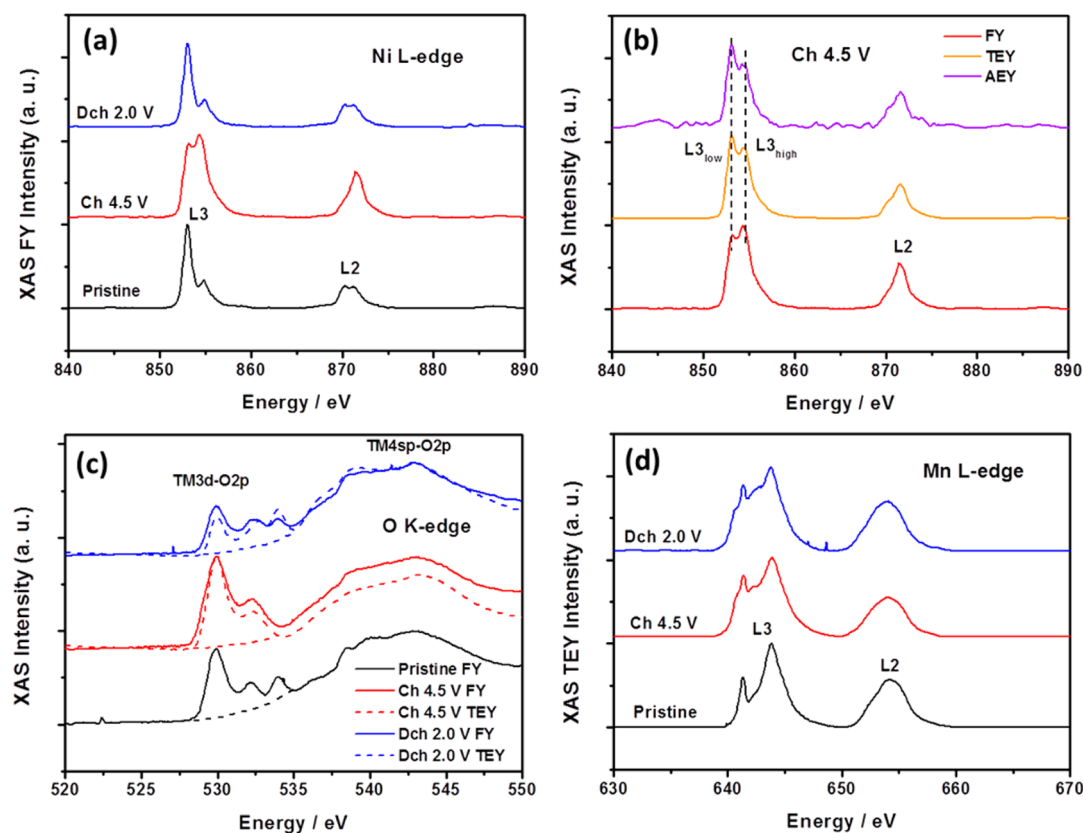 (a)
Ni L-edge
Dch 2.0 V
Ch 4.5 V
L3
L2
Pristine
XAS FY Intensity (a. u.)
840 850 860 870 880 890
Energy / eV
(b)
Ch 4.5 V
FY
TEY
AEY
L3low
L3high
L2
XAS Intensity (a. u.)
840 850 860 870 880 890
Energy / eV
(c)
TM4sp-O2p
TM3d-O2p
O K-edge
Pristine FY
Ch 4.5 V FY
Ch 4.5 V TEY
Dch 2.0 V FY
Dch 2.0 V TEY
XAS Intensity (a. u.)
520 525 530 535 540 545 550
Energy / eV
(d)
Mn L-edge
Dch 2.0 V
Ch 4.5 V
L3
L2
Pristine
XAS TEY Intensity (a. u.)
630 640 650 660 670
Energy / eV